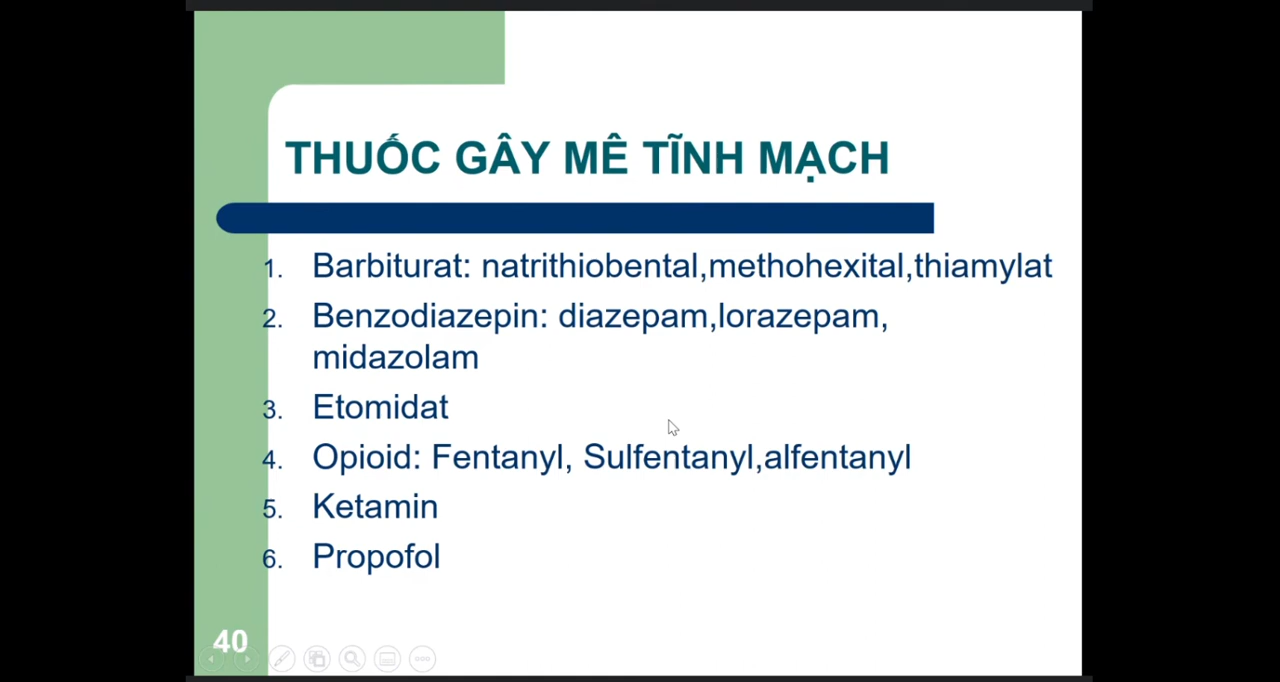 THUỐC GÂY MÊ TĨNH MẠCH
1. Barbiturat: natrithiobental,methohexital,thiamylat
2. Benzodiazepin: diazepam,lorazepam,
midazolam
3. Etomidat
4. Opioid: Fentanyl, Sulfentanyl,alfentanyl
5. Ketamin
6. Propofol
40